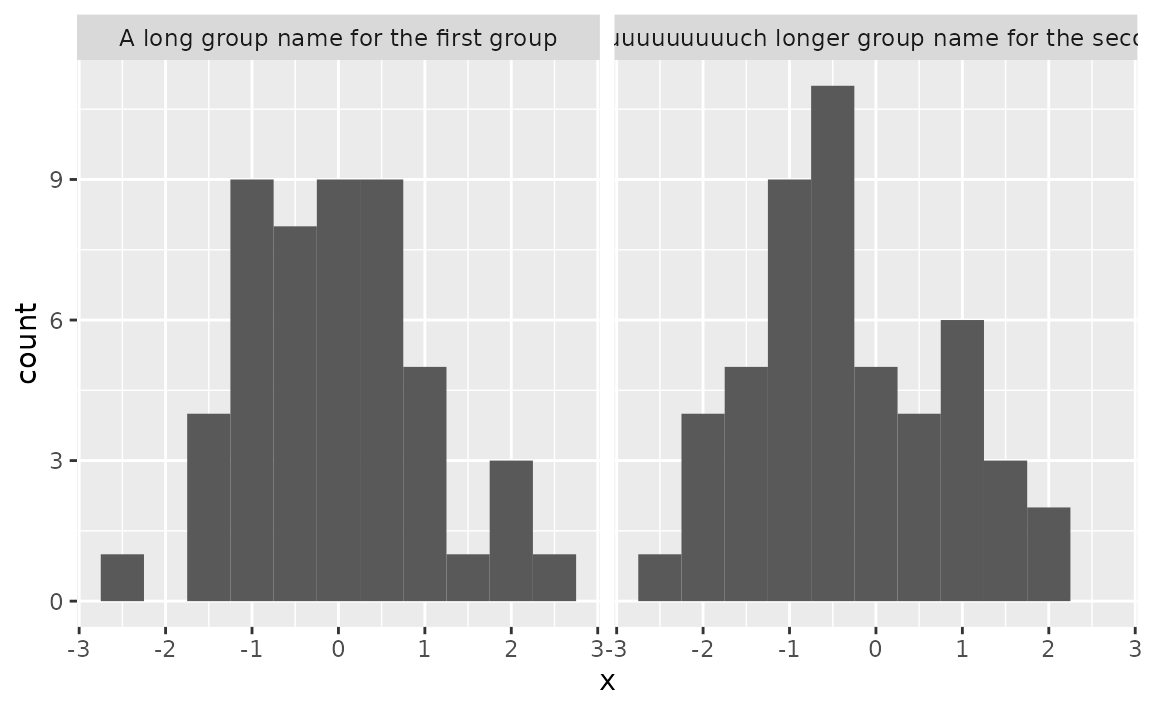 A long group name for the first group
uuuuuuuuch longer group name for the seco
count
9
6
3
0
-3 -2 -1 0 1 2 3
-3 -2 -1 0 1 2 3
x